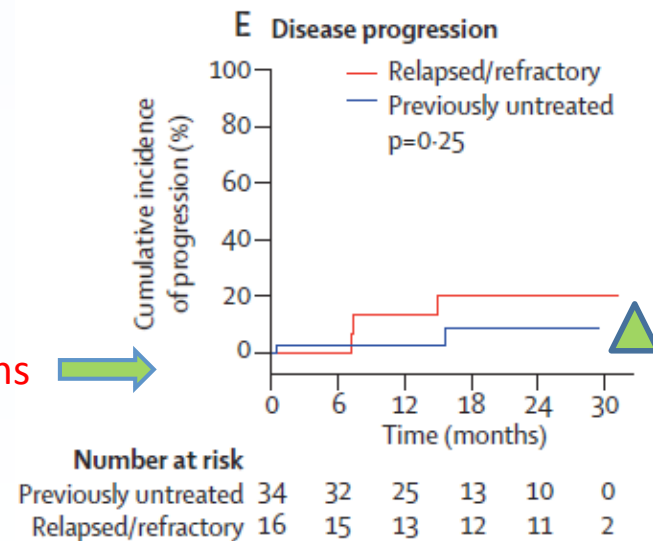 E Disease progression
100
Relapsed/refractory
Previously untreated
p=0·25
80
60
40
20
0
Cumulative incidence
of progression (%)
0 6 12 18 24 30
Time (months)
Number at risk
Previously untreated 34 32 25 13 10 0
Relapsed/refractory 16 15 13 12 11 2